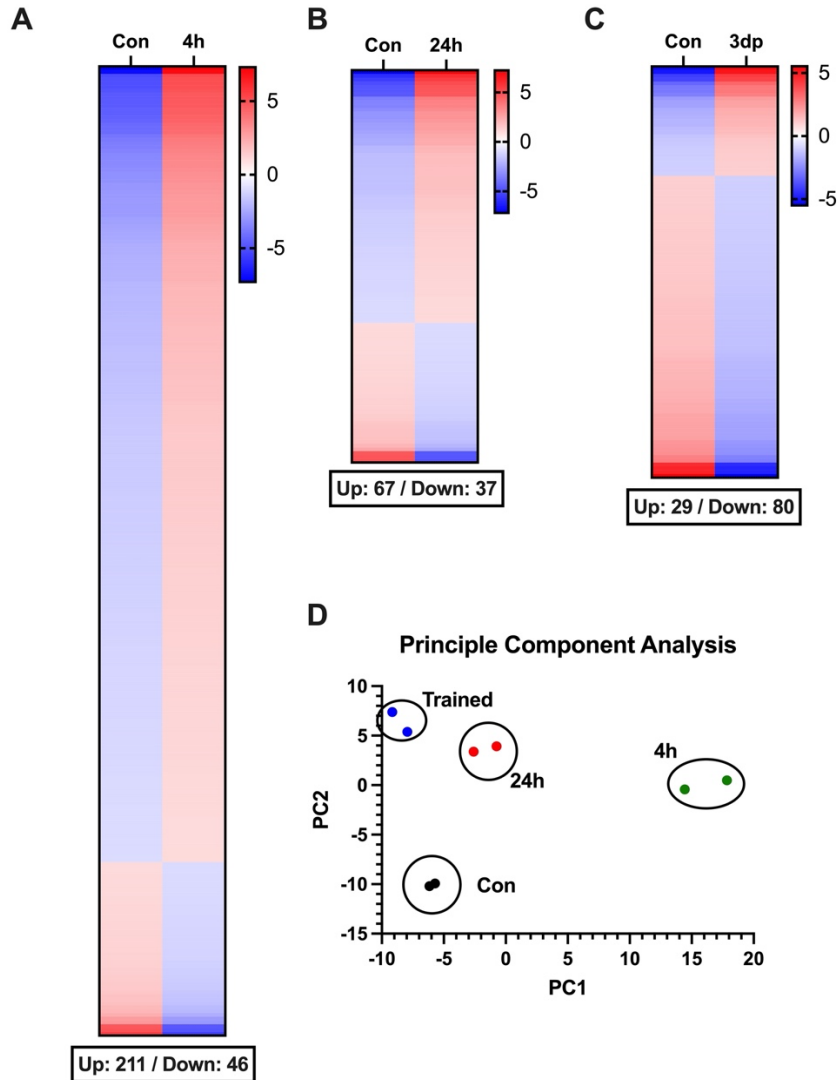 A
Con 4h
5
0
-5
Up: 211 / Down: 46
B
Con 24h
5
0
-5
Up: 67 / Down: 37
C
Con 3dp
5
0
-5
Up: 29 / Down: 80
D
Principle Component Analysis
10
5
0
-5
-10
-15
PC2
Trained
24h
4h
Con
-10 -5 0 5 10 15 20
PC1